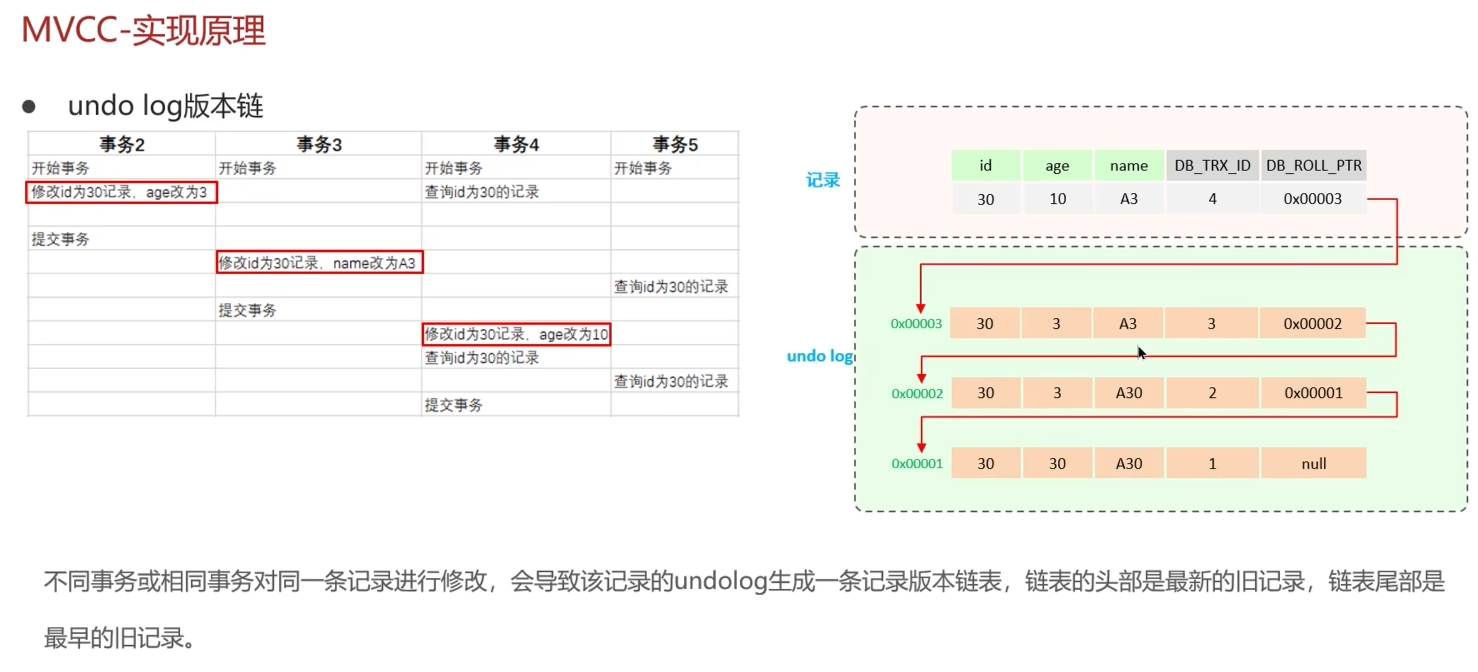 MVCC-实现原理
● undo log版本链
事务2 事务3 事务4 事务5
开始事务 开始事务 开始事务 开始事务
修改id为30记录，age改为3 查询id为30的记录
提交事务
修改id为30记录，name改为A3
查询id为30的记录
提交事务
修改id为30记录，age改为10
查询id为30的记录
查询id为30的记录
提交事务
记录
id age name DB_TRX_ID DB_ROLL_PTR
30 10 A3 4 0x00003
undo log
0x00003 30 3 A3 3 0x00002
0x00002 30 3 A30 2 0x00001
0x00001 30 30 A30 1 null
不同事务或相同事务对同一条记录进行修改，会导致该记录的undolog生成一条记录版本链表，链表的头部是最新的旧记录，链表尾部是
最早的旧记录。